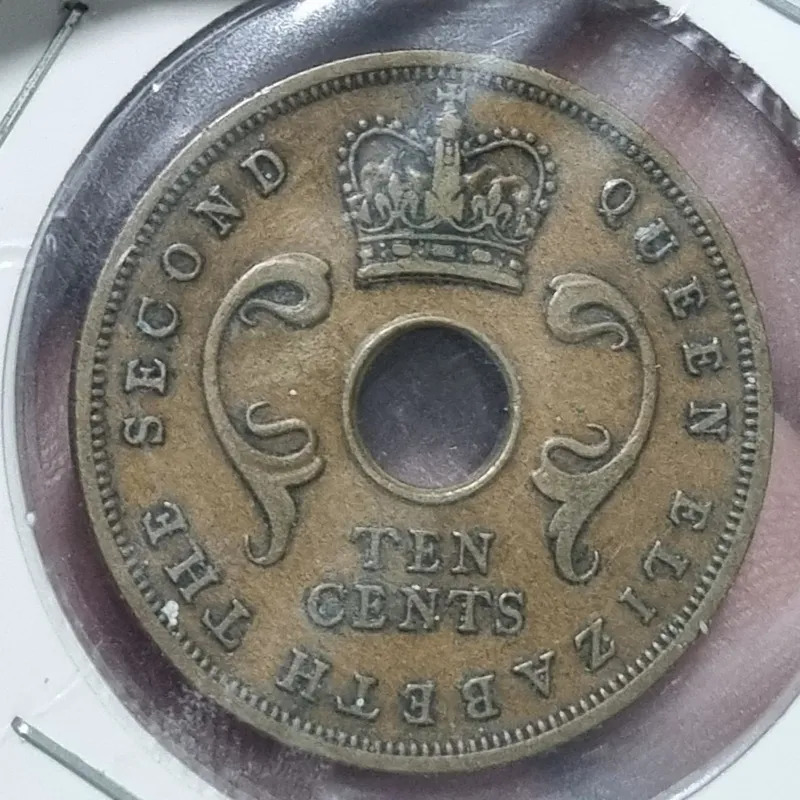 QUEEN ELIZABETH THE SECOND
TEN
CENTS